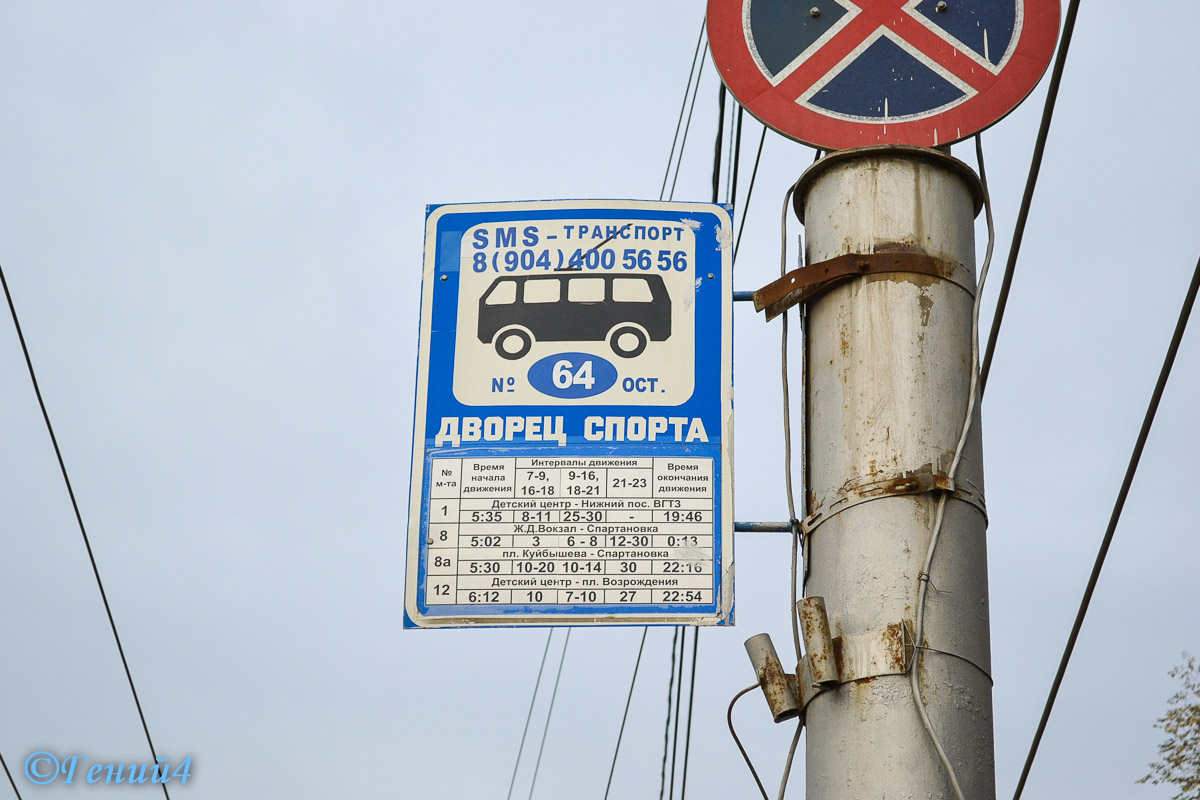 SMS - ТРАНСПОРТ
8(904)400 56 56
№ 64 ОСТ.
ДВОРЕЦ СПОРТА
№ м-та Время начала движения Интервалы движения Время окончания движения
7-9, 16-18 9-16, 18-21 21-23
1 Детский центр - Нижний пос. ВГТЗ
5:35 8-11 25-30 - 19:46
8 Ж.Д.Вокзал - Спартановка
5:02 3 6 - 8 12-30 0:13
8а пл. Куйбышева - Спартановка
5:30 10-20 10-14 30 22:16
12 Детский центр - пл. Возрождения
6:12 10 7-10 27 22:54
©Гений4